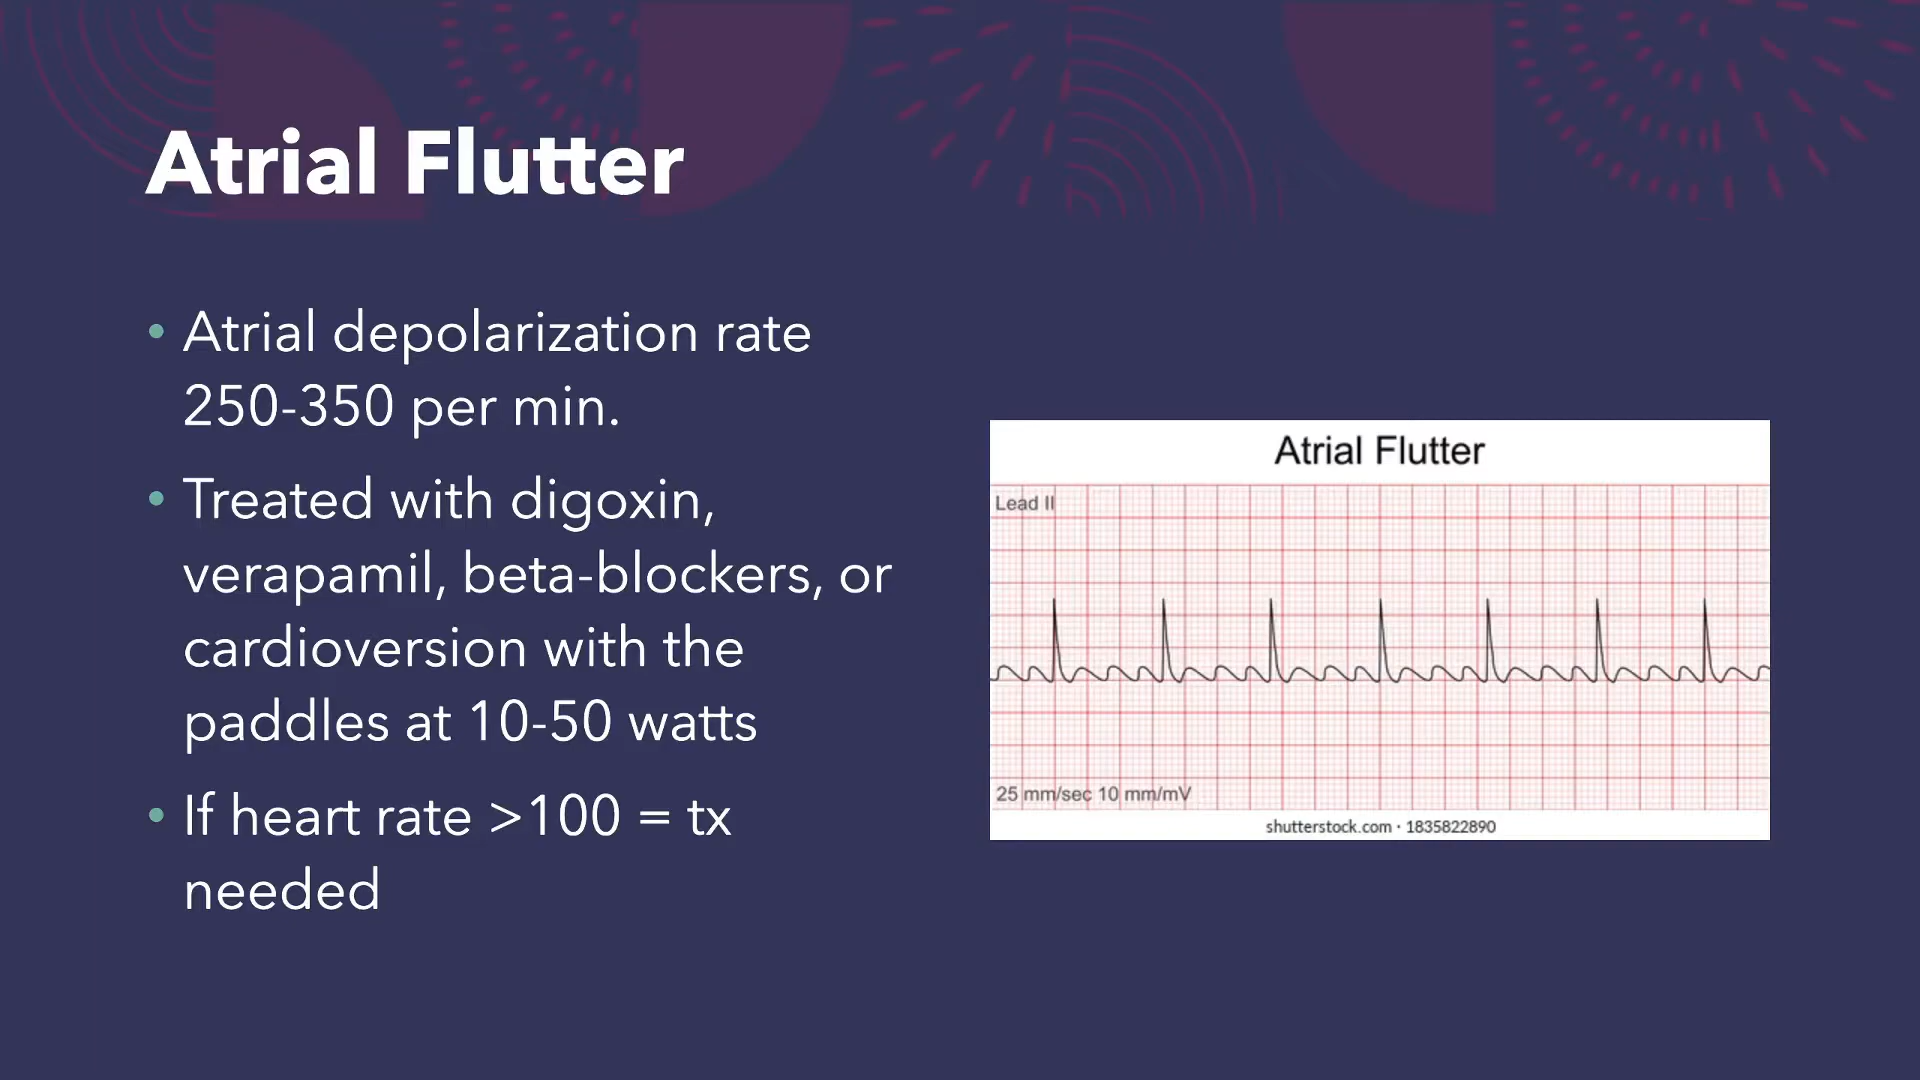 Atrial Flutter
• Atrial depolarization rate
250-350 per min.
• Treated with digoxin,
verapamil, beta-blockers, or
cardioversion with the
paddles at 10-50 watts
• If heart rate >100 = tx
needed
Atrial Flutter
Lead II
25 mm/sec 10 mm/mV
shutterstock.com · 1835822890